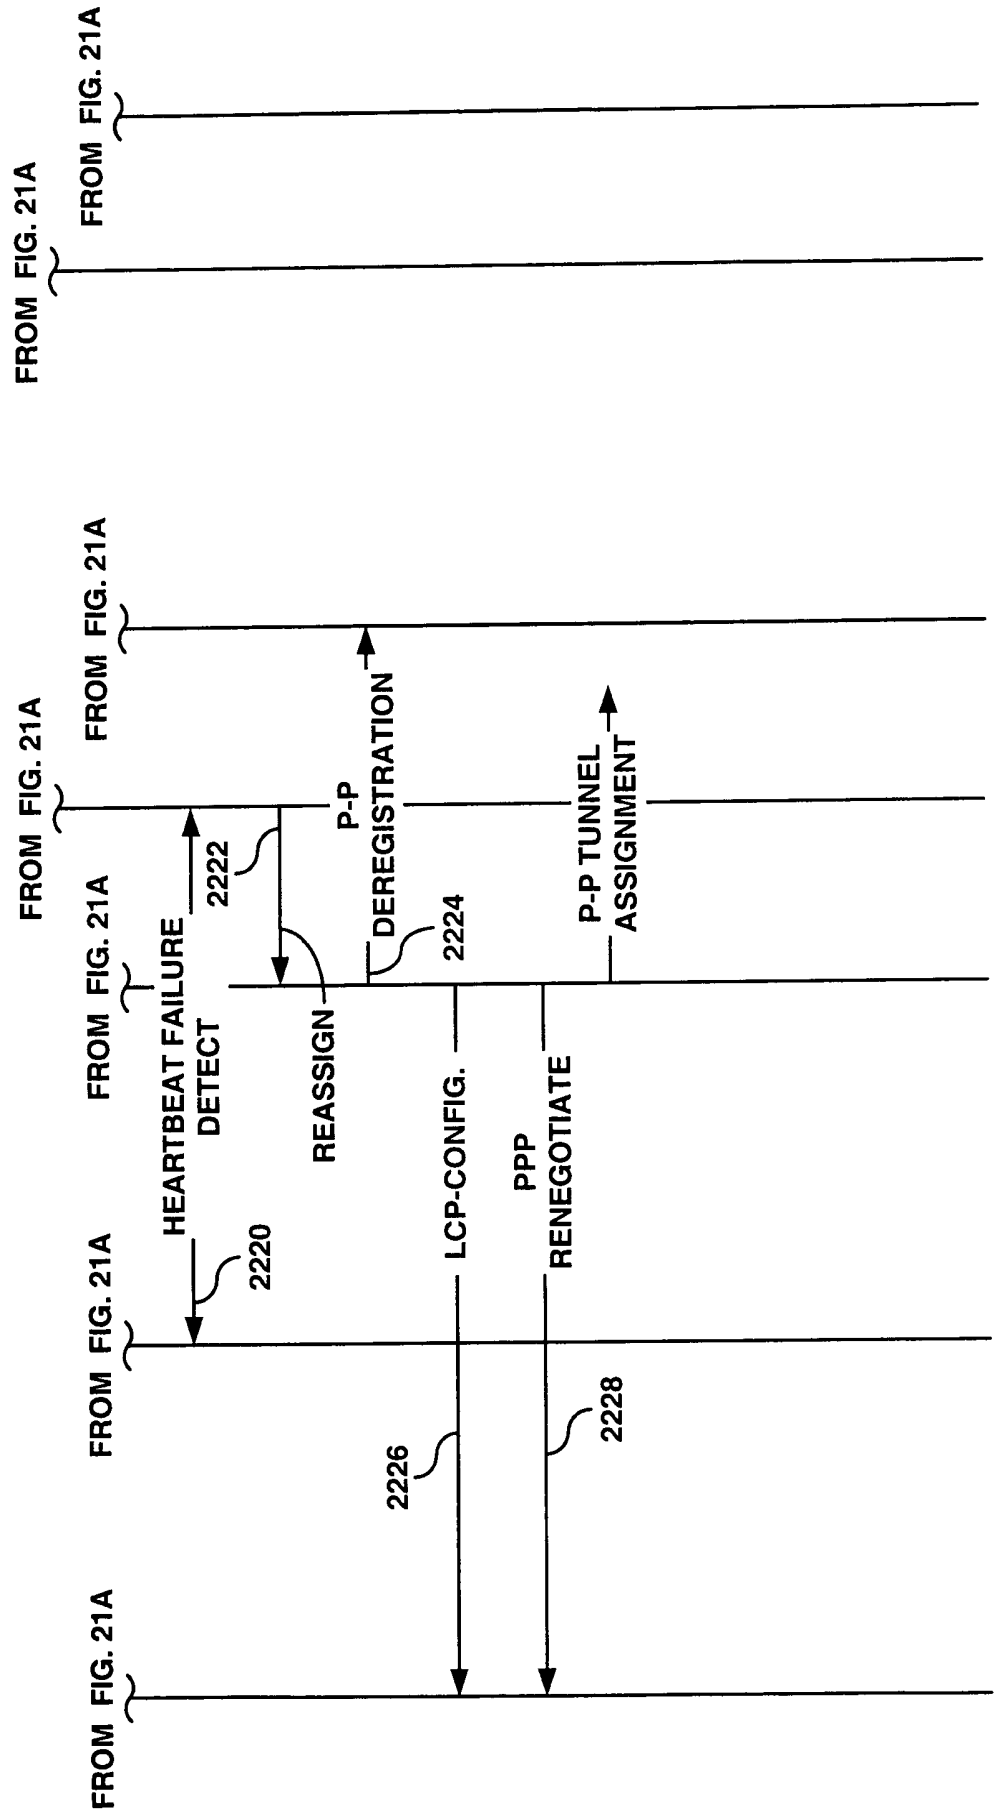 FROM FIG. 21A
FROM FIG. 21A
FROM FIG. 21A
FROM FIG. 21A
FROM FIG. 21A
FROM FIG. 21A
FROM FIG. 21A
HEARTBEAT FAILURE
DETECT
2220
2222
REASSIGN
P-P
DEREGISTRATION
2224
2226
LCP-CONFIG.
PPP
RENEGOTIATE
2228
P-P TUNNEL
ASSIGNMENT